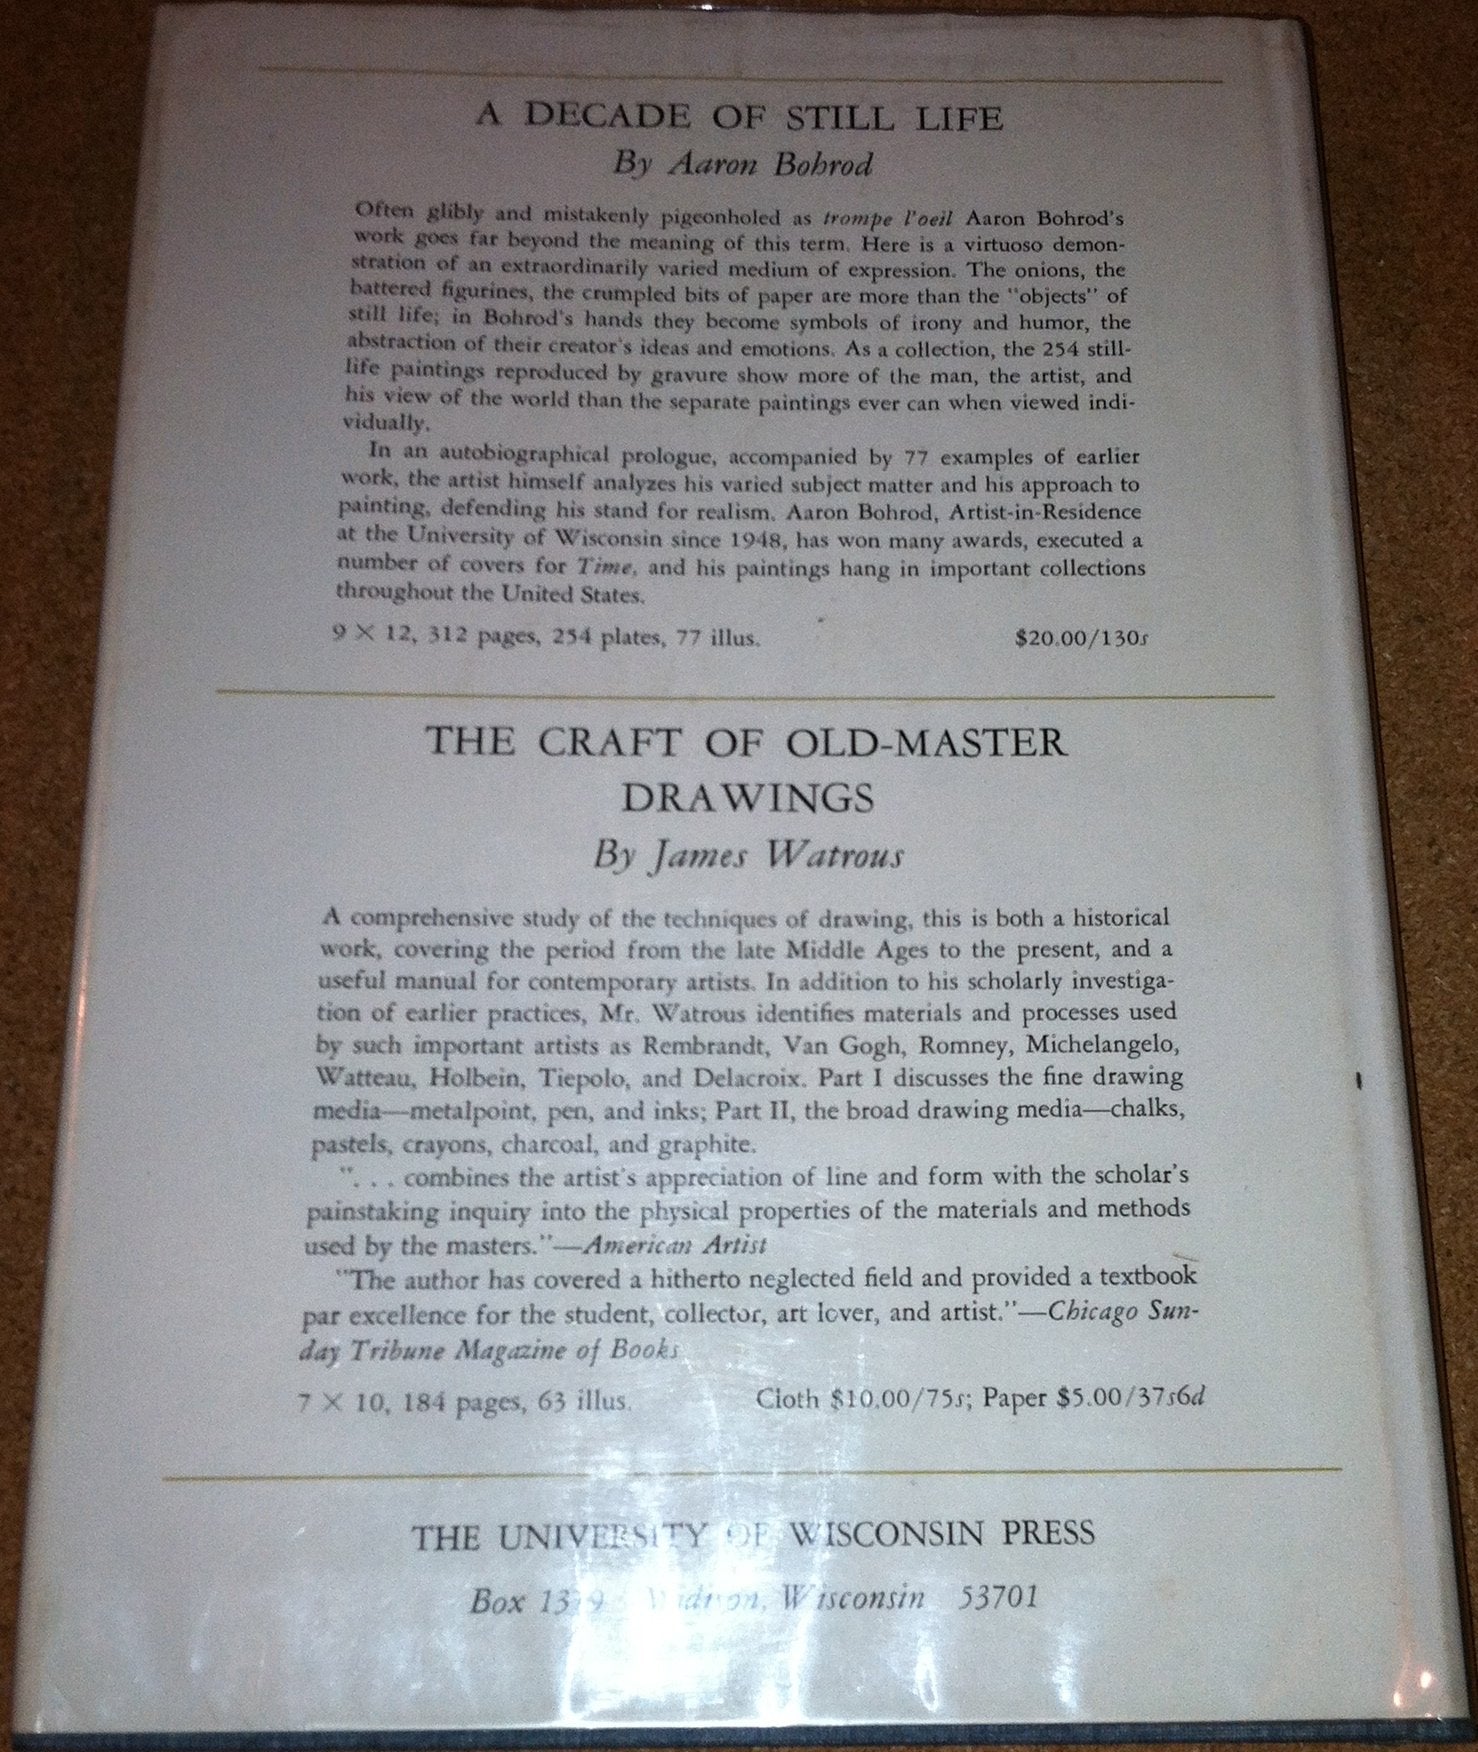 A DECADE OF STILL LIFE
By Aaron Bohrod
Often glibly and mistakenly pigeonholed as trompe l'oeil Aaron Bohrod's
work goes far beyond the meaning of this term. Here is a virtuoso demon-
stration of an extraordinarily varied medium of expression. The onions, the
battered figurines, the crumpled bits of paper are more than the "objects" of
still life; in Bohrod's hands they become symbols of irony and humor, the
abstraction of their creator's ideas and emotions. As a collection, the 254 still-
life paintings reproduced by gravure show more of the man, the artist, and
his view of the world than the separate paintings ever can when viewed indi-
vidually.
In an autobiographical prologue, accompanied by 77 examples of earlier
work, the artist himself analyzes his varied subject matter and his approach to
painting, defending his stand for realism. Aaron Bohrod, Artist-in-Residence
at the University of Wisconsin since 1948, has won many awards, executed a
number of covers for Time, and his paintings hang in important collections
throughout the United States.
9 × 12, 312 pages, 254 plates, 77 illus. $20.00/130s
THE CRAFT OF OLD-MASTER
DRAWINGS
By James Watrous
A comprehensive study of the techniques of drawing, this is both a historical
work, covering the period from the late Middle Ages to the present, and a
useful manual for contemporary artists. In addition to his scholarly investiga-
tion of earlier practices, Mr. Watrous identifies materials and processes used
by such important artists as Rembrandt, Van Gogh, Romney, Michelangelo,
Watteau, Holbein, Tiepolo, and Delacroix. Part I discusses the fine drawing
media—metalpoint, pen, and inks; Part II, the broad drawing media—chalks,
pastels, crayons, charcoal, and graphite.
". . . combines the artist's appreciation of line and form with the scholar's
painstaking inquiry into the physical properties of the materials and methods
used by the masters."—American Artist
"The author has covered a hitherto neglected field and provided a textbook
par excellence for the student, collector, art lover, and artist."—Chicago Sun-
day Tribune Magazine of Books
7 × 10, 184 pages, 63 illus. Cloth $10.00/75s; Paper $5.00/37s6d
THE UNIVERSITY OF WISCONSIN PRESS
Box Madison, Wisconsin 53701